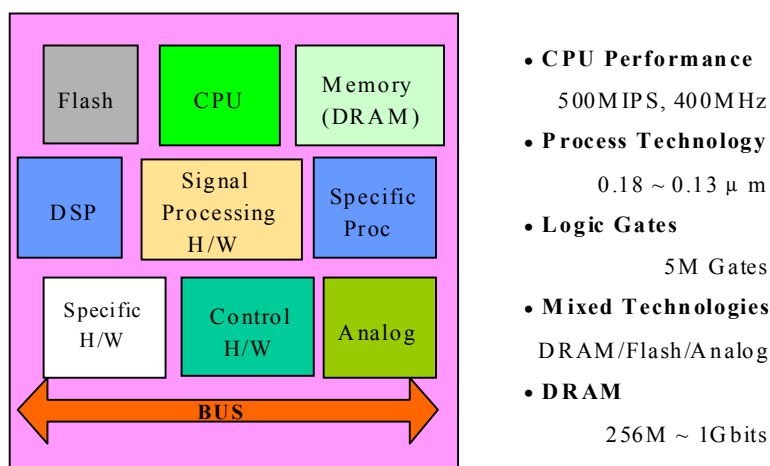 Flash
CPU
Memory
(DRAM)
DSP
Signal
Processing
H/W
Specific
Proc
Specific
H/W
Control
H/W
Analog
BUS
• CPU Performance
500MIPS, 400MHz
• Process Technology
0.18 ~ 0.13 μ m
• Logic Gates
5M Gates
• Mixed Technologies
DRAM/Flash/Analog
• DRAM
256M ~ 1Gbits